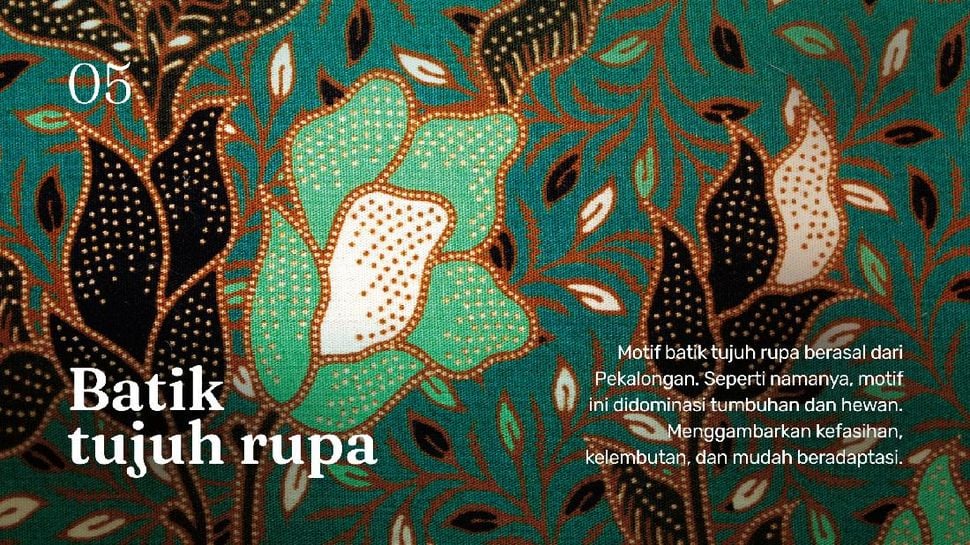 05
Batik
tujuh rupa
Motif batik tujuh rupa berasal dari
Pekalongan. Seperti namanya, motif
ini didominasi tumbuhan dan hewan.
Menggambarkan kefasihan,
kelembutan, dan mudah beradaptasi.